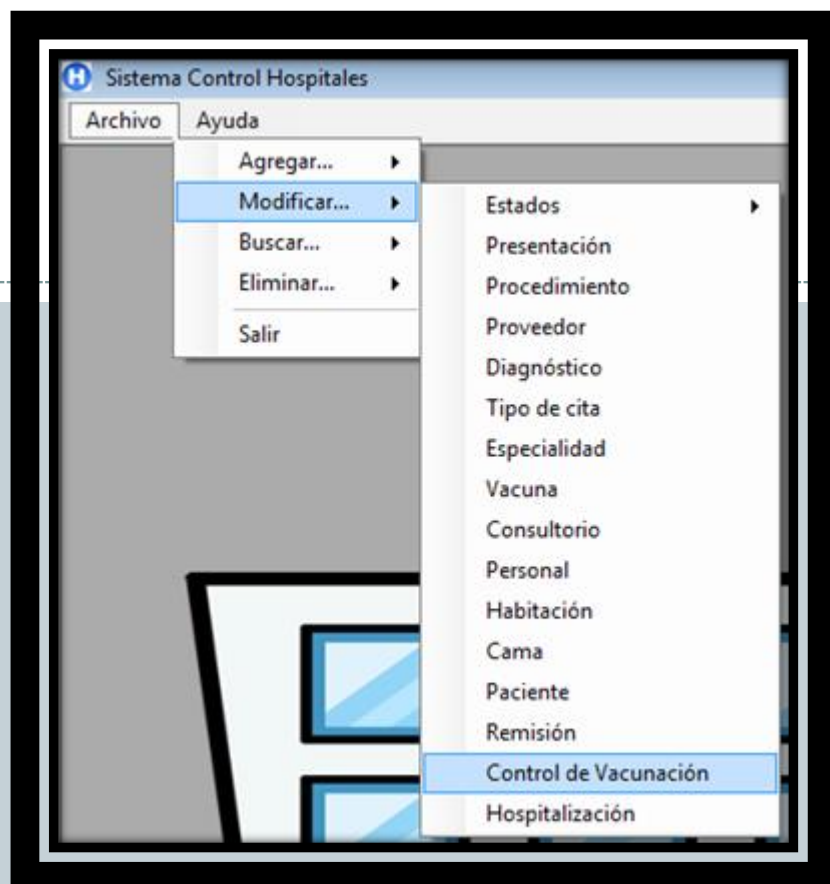 H Sistema Control Hospitales
Archivo Ayuda
Agregar...
Modificar...
Buscar...
Eliminar...
Salir
Estados
Presentación
Procedimiento
Proveedor
Diagnóstico
Tipo de cita
Especialidad
Vacuna
Consultorio
Personal
Habitación
Cama
Paciente
Remisión
Control de Vacunación
Hospitalización